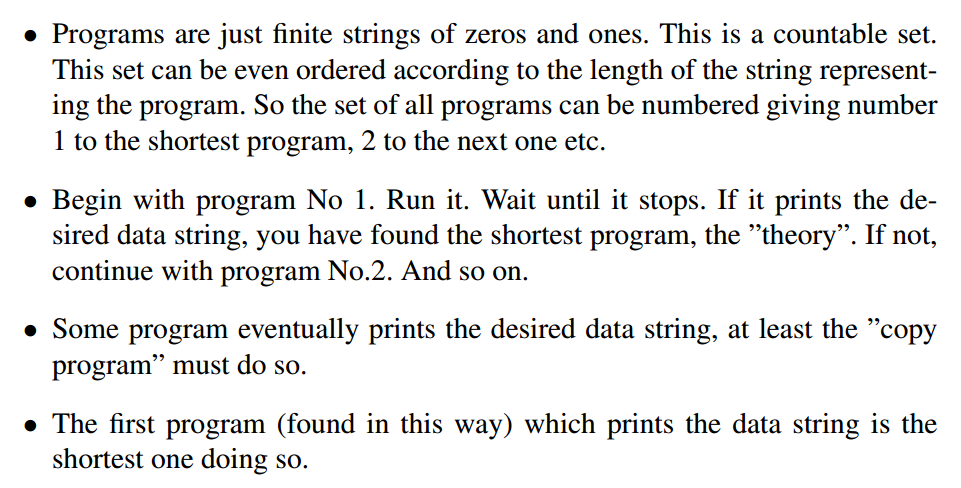 • Programs are just finite strings of zeros and ones. This is a countable set.
This set can be even ordered according to the length of the string represent-
ing the program. So the set of all programs can be numbered giving number
1 to the shortest program, 2 to the next one etc.
• Begin with program No 1. Run it. Wait until it stops. If it prints the de-
sired data string, you have found the shortest program, the ”theory”. If not,
continue with program No.2. And so on.
• Some program eventually prints the desired data string, at least the ”copy
program” must do so.
• The first program (found in this way) which prints the data string is the
shortest one doing so.